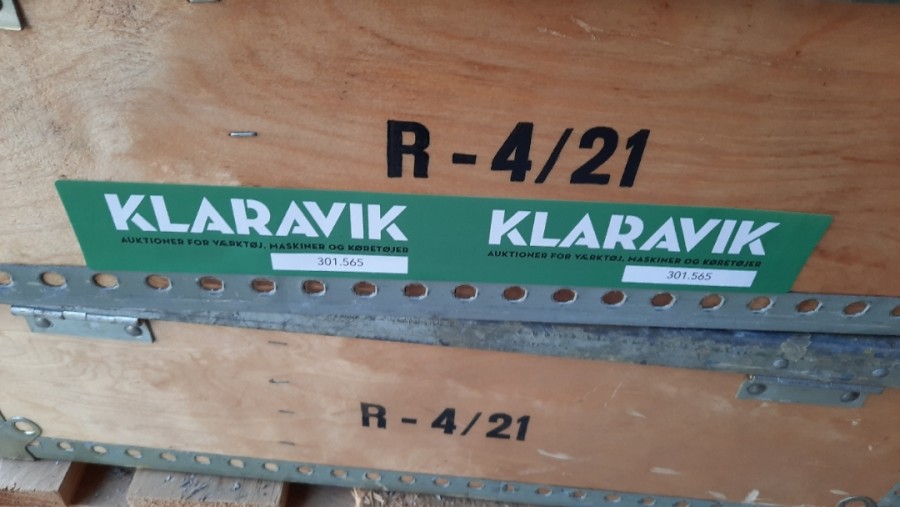 R-4/21
KLARAVIK
AUKTIONER FOR VÆRKTØJ, MASKINER OG KØRETØJER
301.565
KLARAVIK
AUKTIONER FOR VÆRKTØJ, MASKINER OG KØRETØJER
301.565
R-4/21